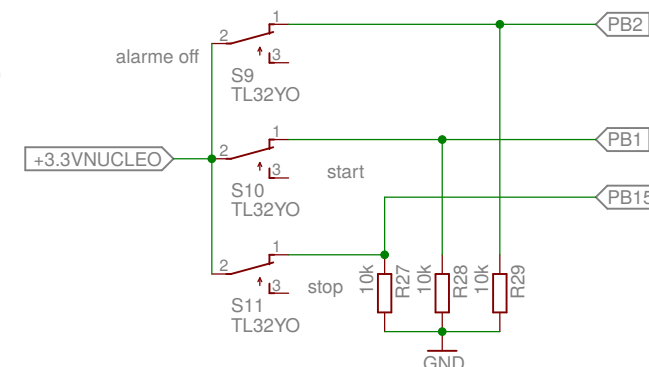 1
PB2
2
alarme off
3
S9
TL32YO
1
PB1
+3.3VNUCLEO
2
3
start
S10
TL32YO
PB15
1
2
3
stop
S11
TL32YO
10k
R27
10k
R28
10k
R29
GND